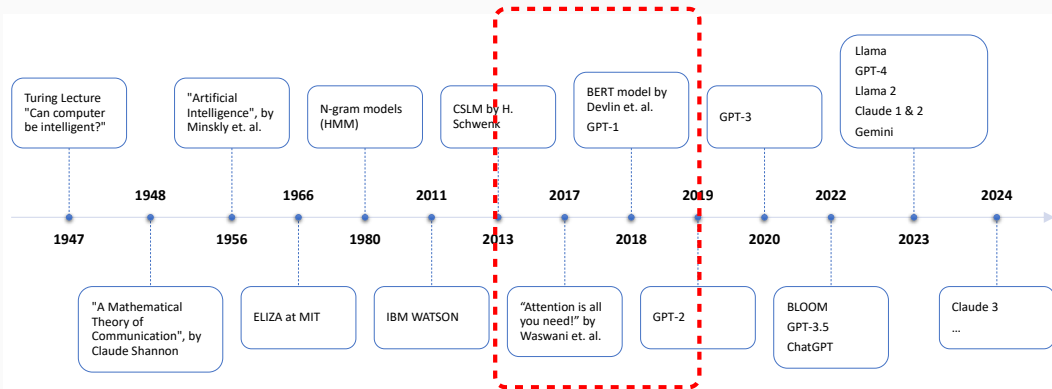 Turing Lecture
"Can computer
be intelligent?"
"Artificial
Intelligence", by
Minskly et. al.
N-gram models
(HMM)
CSLM by H.
Schwenk
BERT model by
Devlin et. al.
GPT-1
GPT-3
Llama
GPT-4
Llama 2
Claude 1 & 2
Gemini
1948
1966
2011
2017
2019
2022
2024
1947
1956
1980
2013
2018
2020
2023
"A Mathematical
Theory of
Communication", by
Claude Shannon
ELIZA at MIT
IBM WATSON
“Attention is all
you need!” by
Waswani et. al.
GPT-2
BLOOM
GPT-3.5
ChatGPT
Claude 3
…